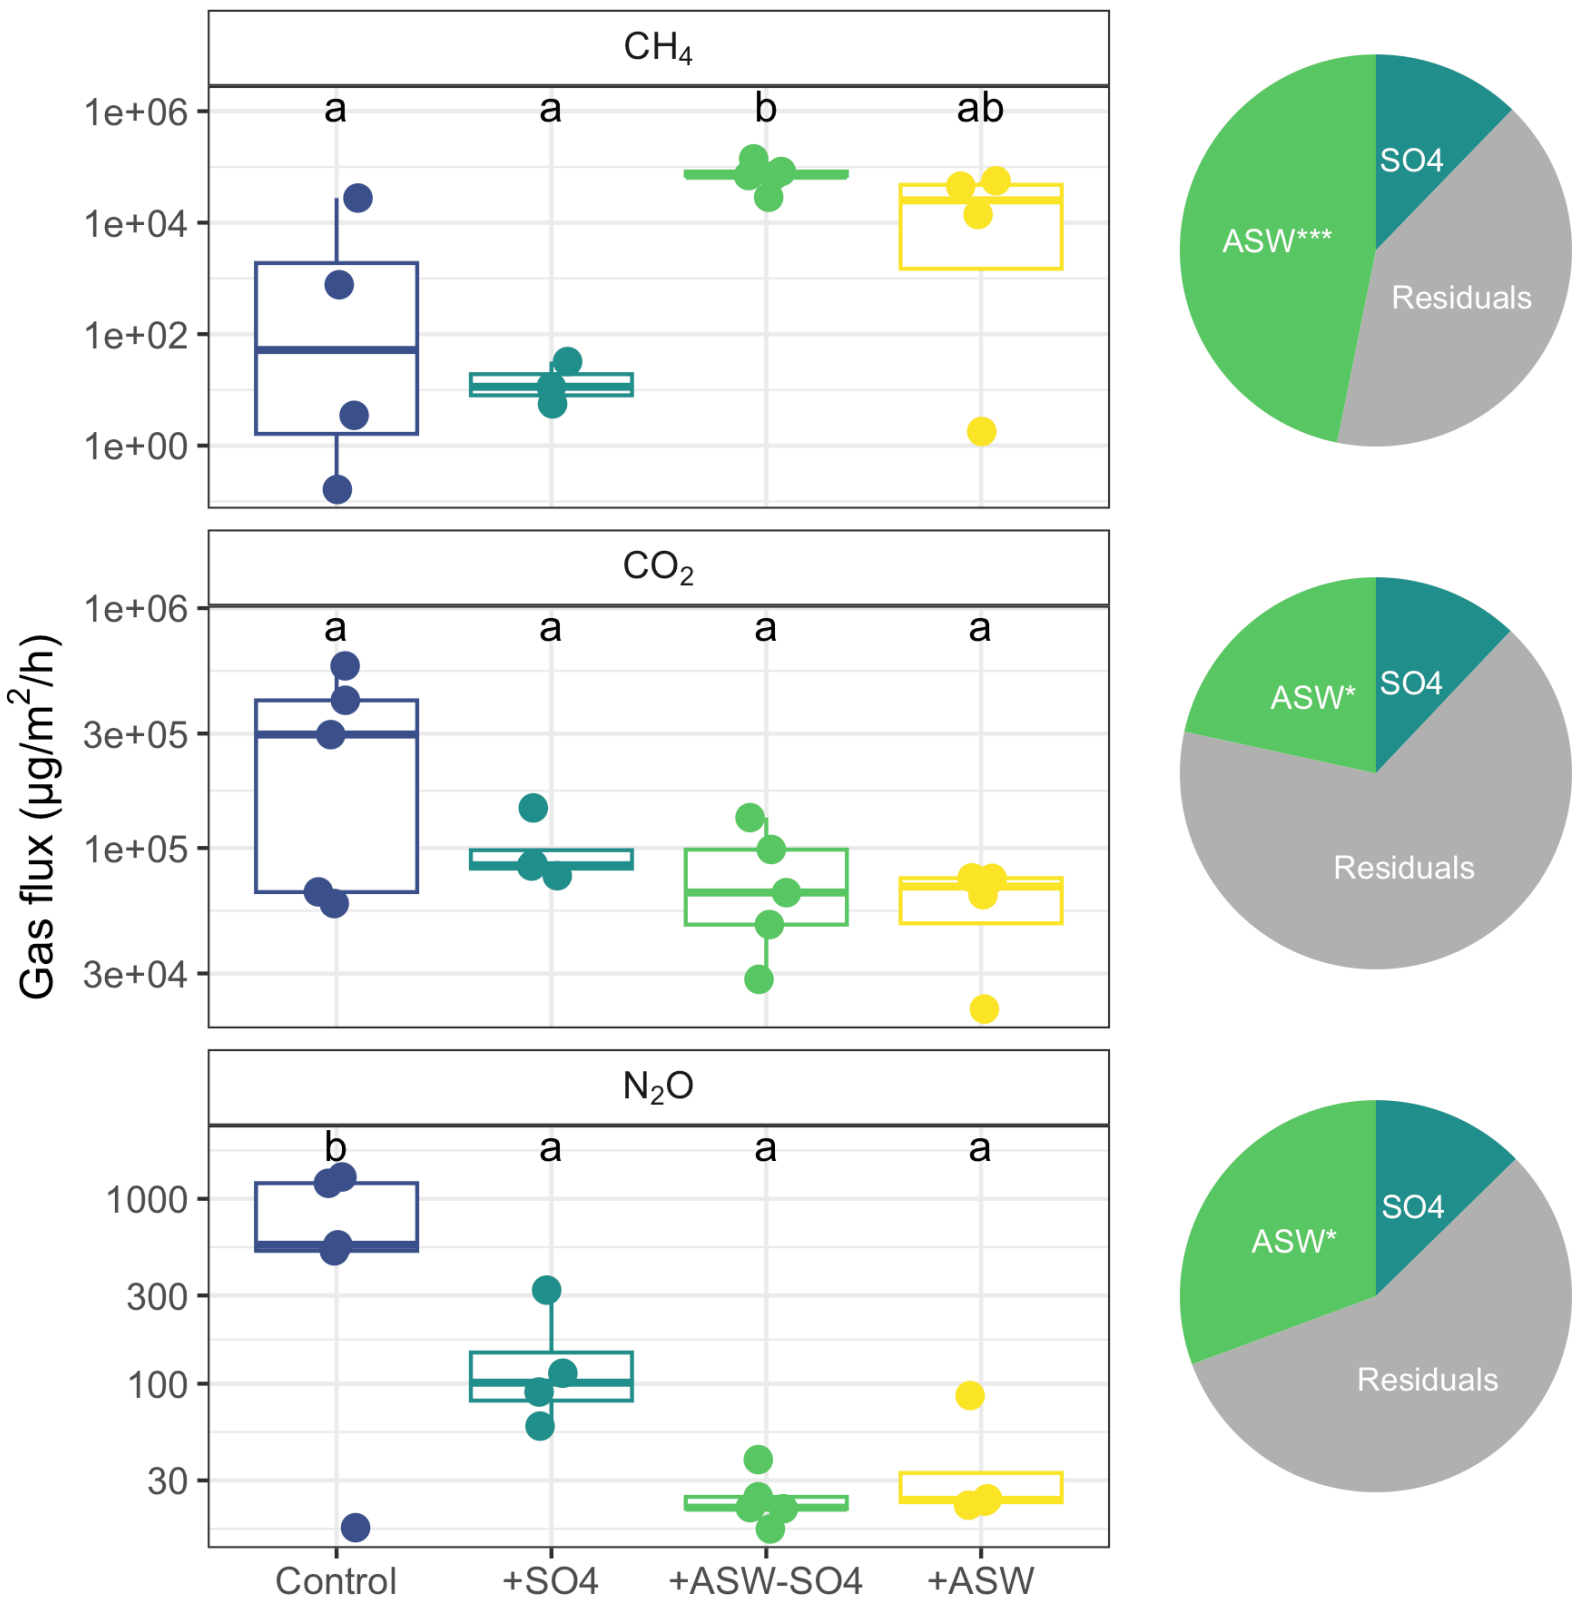 CH₄
1e+06
1e+04
1e+02
1e+00
a a b ab
SO4
ASW***
Residuals
Gas flux (µg/m²/h)
CO₂
1e+06
3e+05
1e+05
3e+04
a a a a
SO4
ASW*
Residuals
N₂O
1000
300
100
30
b a a a
SO4
ASW*
Residuals
Control +SO4 +ASW-SO4 +ASW